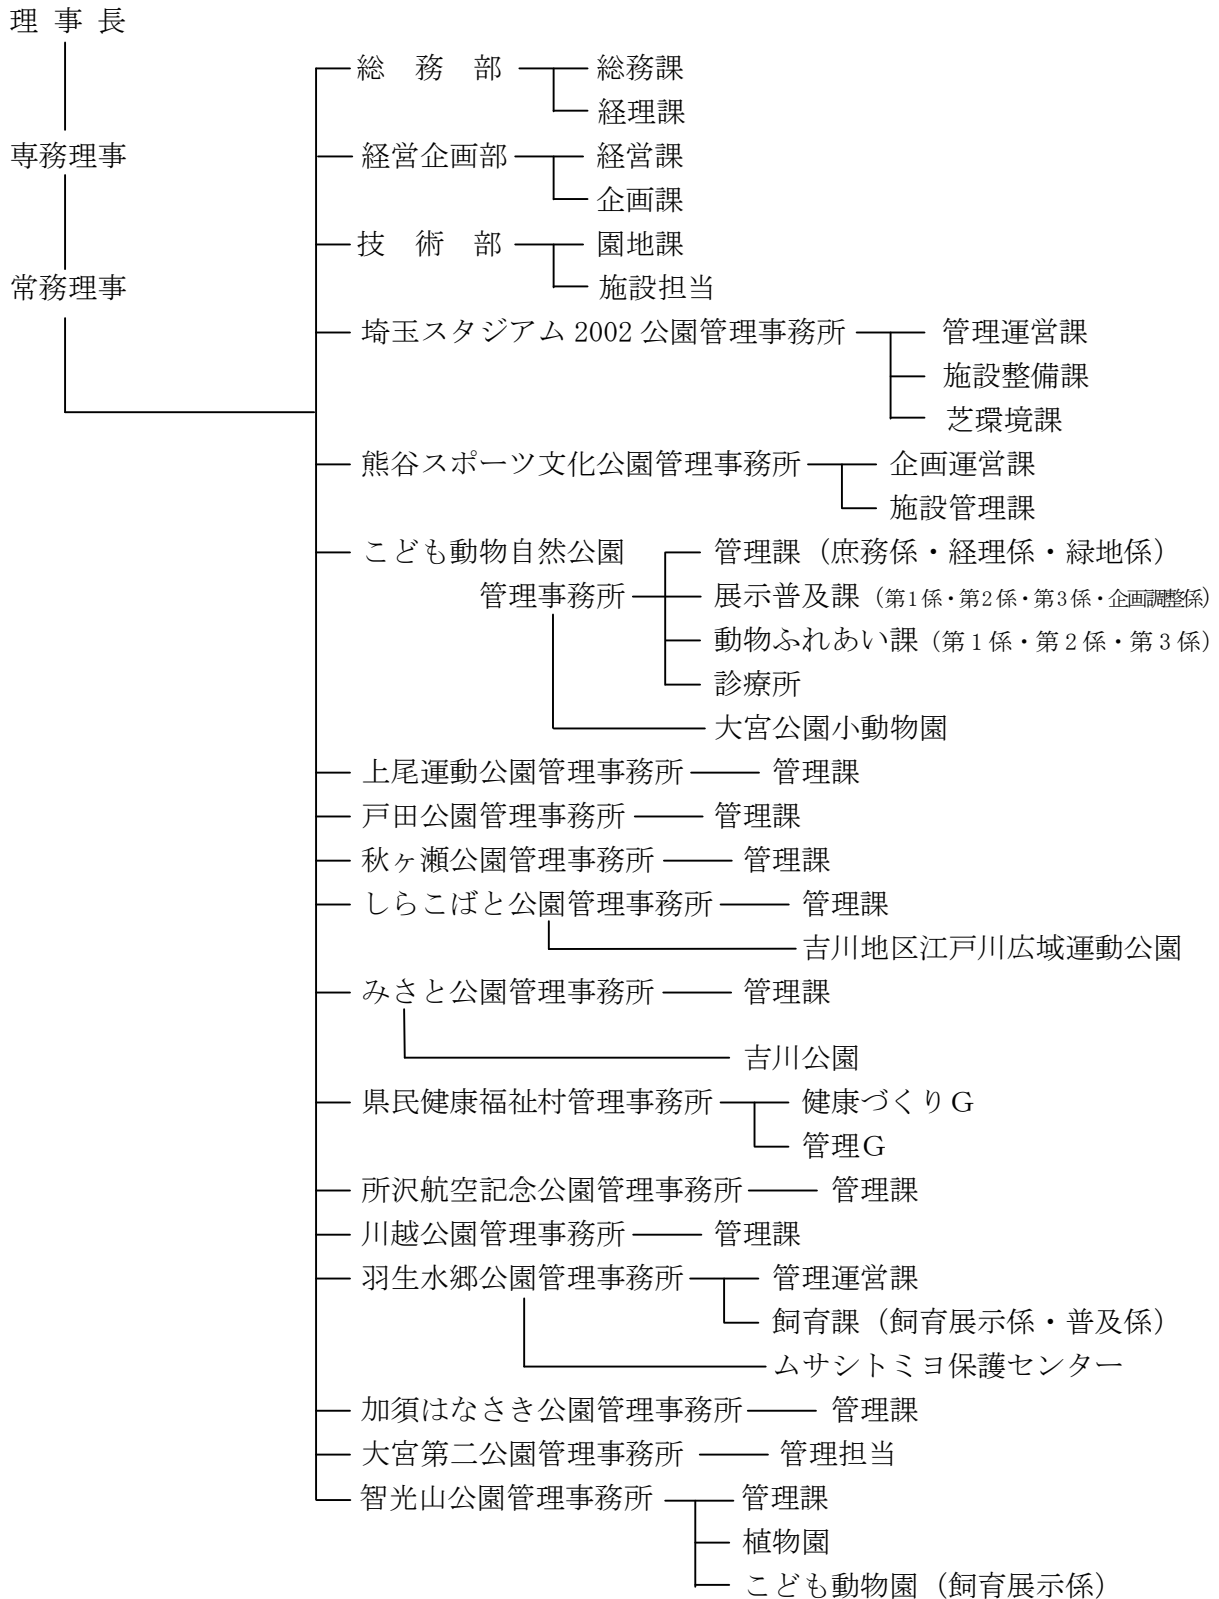 理 事 長
総 務 部 総務課
経理課
専務理事 経営企画部 経営課
企画課
技 術 部 園地課
常務理事 施設担当
埼玉スタジアム 2002 公園管理事務所 管理運営課
施設整備課
芝環境課
熊谷スポーツ文化公園管理事務所 企画運営課
施設管理課
こども動物自然公園 管理課（庶務係・経理係・緑地係）
管理事務所 展示普及課（第1係・第2係・第3係・企画調整係）
動物ふれあい課（第1係・第2係・第3係）
診療所
大宮公園小動物園
上尾運動公園管理事務所 管理課
戸田公園管理事務所 管理課
秋ヶ瀬公園管理事務所 管理課
しらこばと公園管理事務所 管理課
吉川地区江戸川広域運動公園
みさと公園管理事務所 管理課
吉川公園
県民健康福祉村管理事務所 健康づくりＧ
管理Ｇ
所沢航空記念公園管理事務所 管理課
川越公園管理事務所 管理課
羽生水郷公園管理事務所 管理運営課
飼育課（飼育展示係・普及係）
ムサシトミヨ保護センター
加須はなさき公園管理事務所 管理課
大宮第二公園管理事務所 管理担当
智光山公園管理事務所 管理課
植物園
こども動物園（飼育展示係）